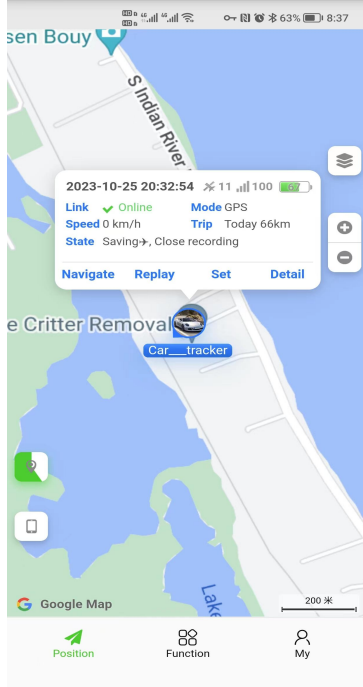 63% 8:37
sen Bouy
S Indian River
2023-10-25 20:32:54 11 100 67
Link Online Mode GPS
Speed 0 km/h Trip Today 66km
State Saving✈, Close recording
Navigate Replay Set Detail
e Critter Removal
Car___tracker
Lake
200 米
Google Map
Position Function My